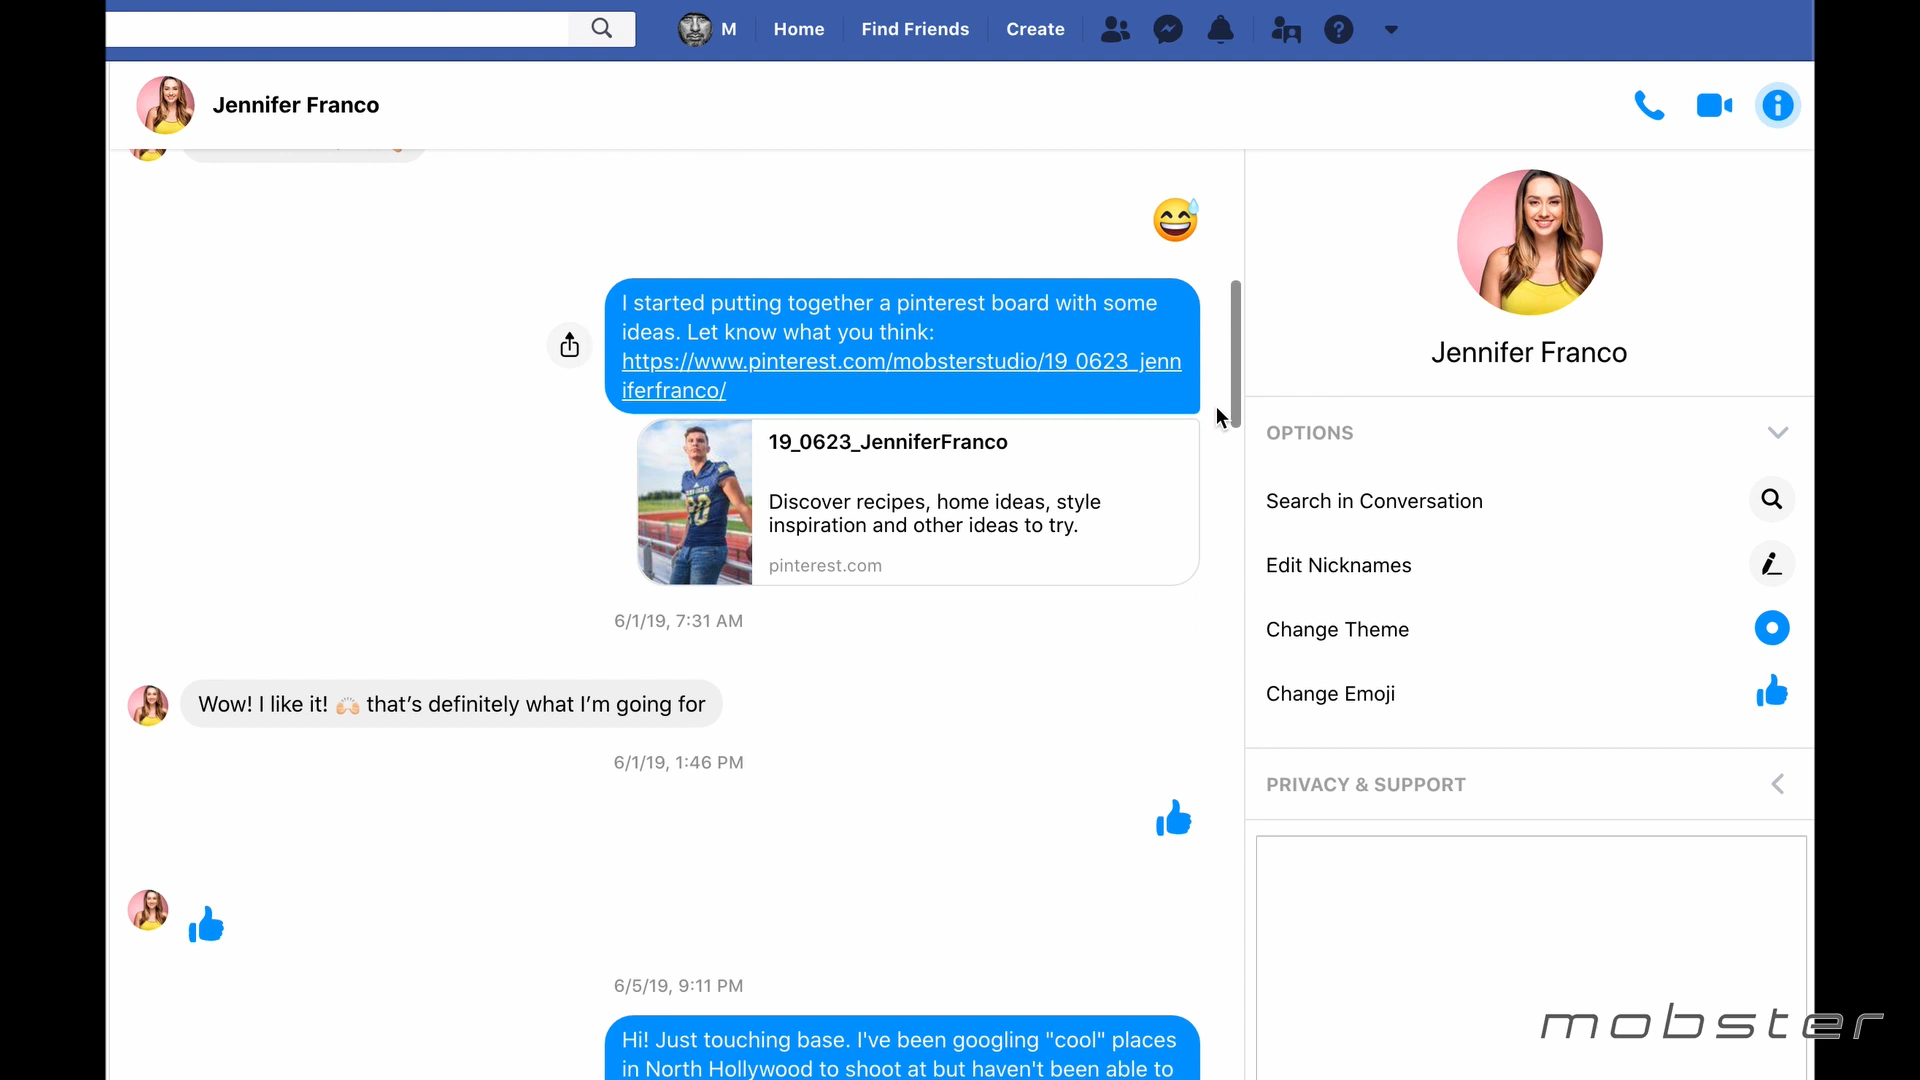 M
Home
Find Friends
Create
Jennifer Franco
I started putting together a pinterest board with some
ideas. Let know what you think:
https://www.pinterest.com/mobsterstudio/19_0623_jenn
iferfranco/
19_0623_JenniferFranco
Discover recipes, home ideas, style
inspiration and other ideas to try.
pinterest.com
6/1/19, 7:31 AM
Wow! I like it! 🙌🏻 that’s definitely what I’m going for
6/1/19, 1:46 PM
6/5/19, 9:11 PM
Hi! Just touching base. I've been googling "cool" places
in North Hollywood to shoot at but haven't been able to
Jennifer Franco
OPTIONS
Search in Conversation
Edit Nicknames
Change Theme
Change Emoji
PRIVACY & SUPPORT
mobster